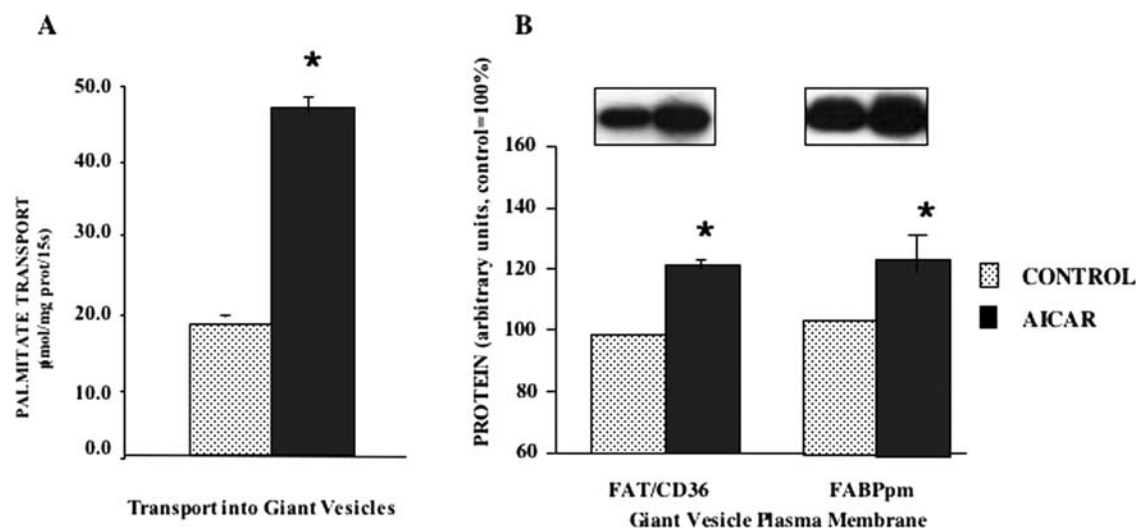 A
PALMITATE TRANSPORT
µmol/mg prot/15s)
50.0
40.0
30.0
20.0
10.0
0.0
*
Transport into Giant Vesicles
B
PROTEIN (arbitrary units, control=100%)
160
140
120
100
80
60
*
*
FAT/CD36
FABPpm
Giant Vesicle Plasma Membrane
CONTROL
AICAR